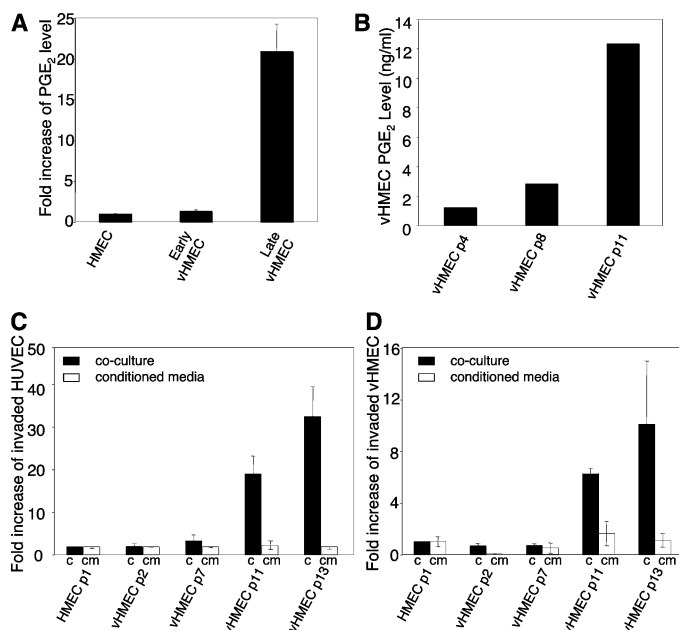 A
Fold increase of PGE2 level
25
20
15
10
5
0
HMEC
Early
vHMEC
Late
vHMEC
B
vHMEC PGE2 Level (ng/ml)
14
12
10
8
6
4
2
0
vHMEC p4
vHMEC p8
vHMEC p11
C
Fold increase of invaded HUVEC
50
40
30
20
10
0
co-culture
conditioned media
c cm c cm c cm c cm c cm
HMEC p1
vHMEC p2
vHMEC p7
vHMEC p11
vHMEC p13
D
Fold increase of invaded vHMEC
16
12
8
4
0
co-culture
conditioned media
c cm c cm c cm c cm c cm
HMEC p1
vHMEC p2
vHMEC p7
vHMEC p11
vHMEC p13